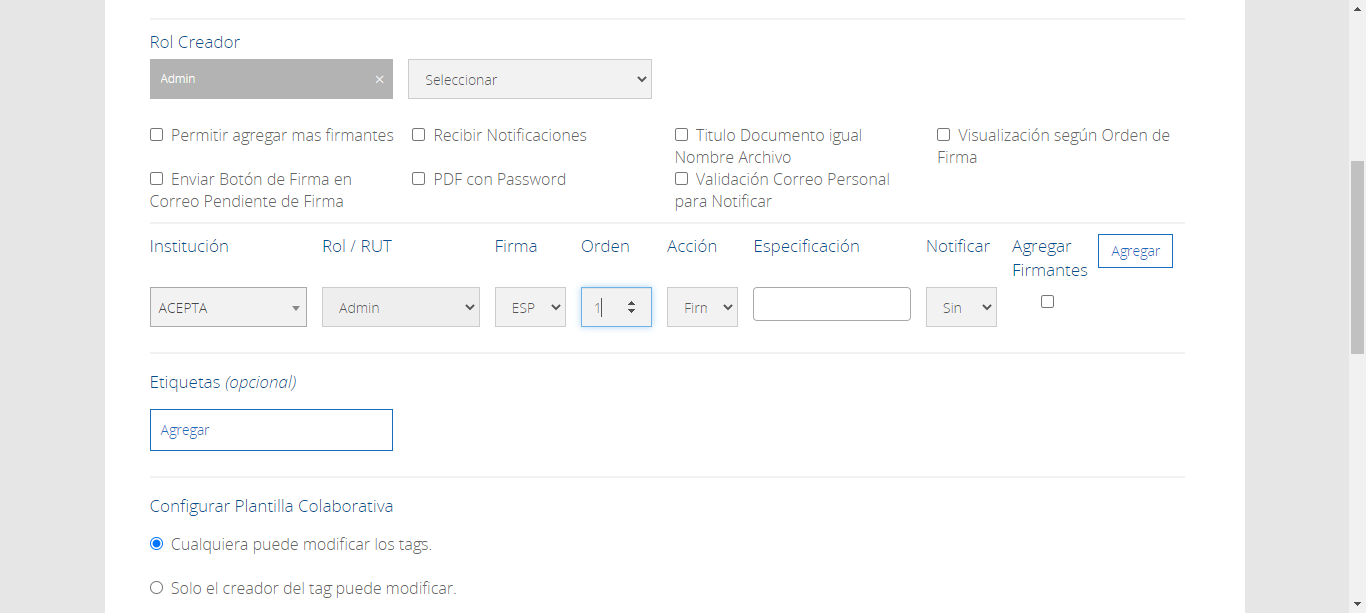 Rol Creador
Admin ×
Seleccionar
Permitir agregar mas firmantes
Recibir Notificaciones
Titulo Documento igual
Nombre Archivo
Visualización según Orden de
Firma
Enviar Botón de Firma en
Correo Pendiente de Firma
PDF con Password
Validación Correo Personal
para Notificar
Institución
Rol / RUT
Firma
Orden
Acción
Especificación
Notificar
Agregar
Firmantes
Agregar
ACEPTA
Admin
ESP
1
Firn
Sin
Etiquetas (opcional)
Agregar
Configurar Plantilla Colaborativa
Cualquiera puede modificar los tags.
Solo el creador del tag puede modificar.